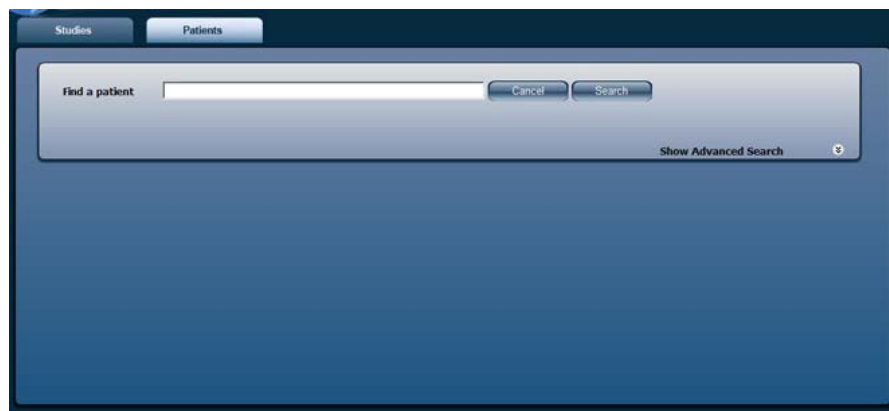 Studies Patients
Find a patient Cancel Search
Show Advanced Search